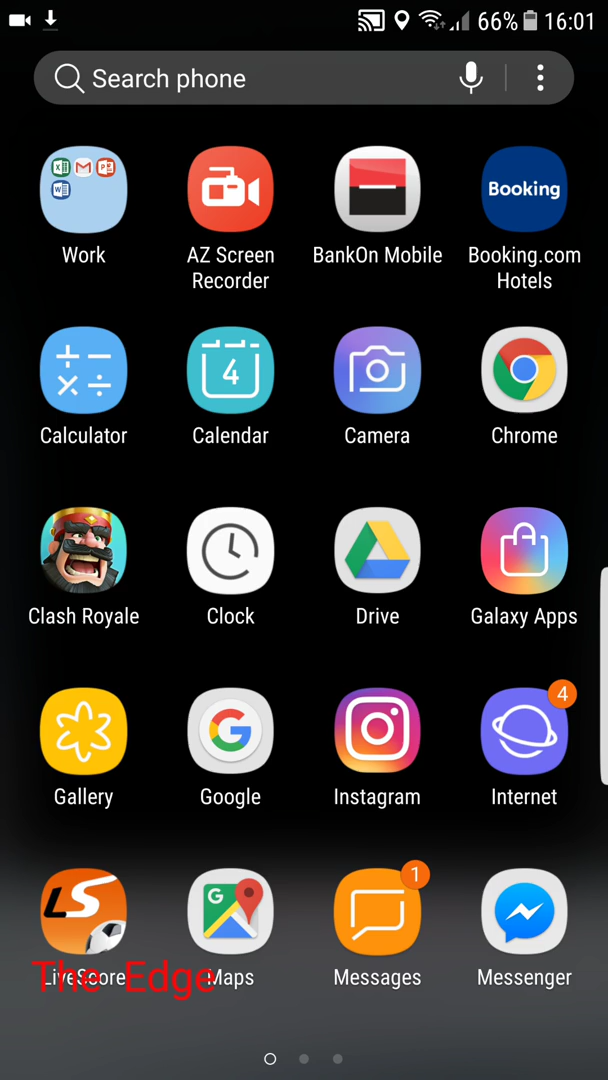 66% 16:01
Search phone
Booking
Work
AZ Screen Recorder
BankOn Mobile
Booking.com Hotels
4
Calculator
Calendar
Camera
Chrome
Clash Royale
Clock
Drive
Galaxy Apps
4
Gallery
Google
Instagram
Internet
LS
G
1
LiveScore
Maps
Messages
Messenger
The Edge